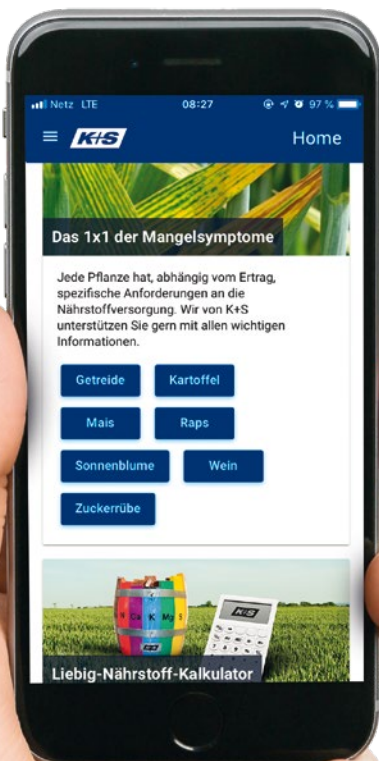 Netz LTE 08:27 97 %
K+S Home
Das 1x1 der Mangelsymptome
Jede Pflanze hat, abhängig vom Ertrag,
spezifische Anforderungen an die
Nährstoffversorgung. Wir von K+S
unterstützen Sie gern mit allen wichtigen
Informationen.
Getreide Kartoffel
Mais Raps
Sonnenblume Wein
Zuckerrübe
N Ca K Mg S
K+S
K+S
Liebig-Nährstoff-Kalkulator